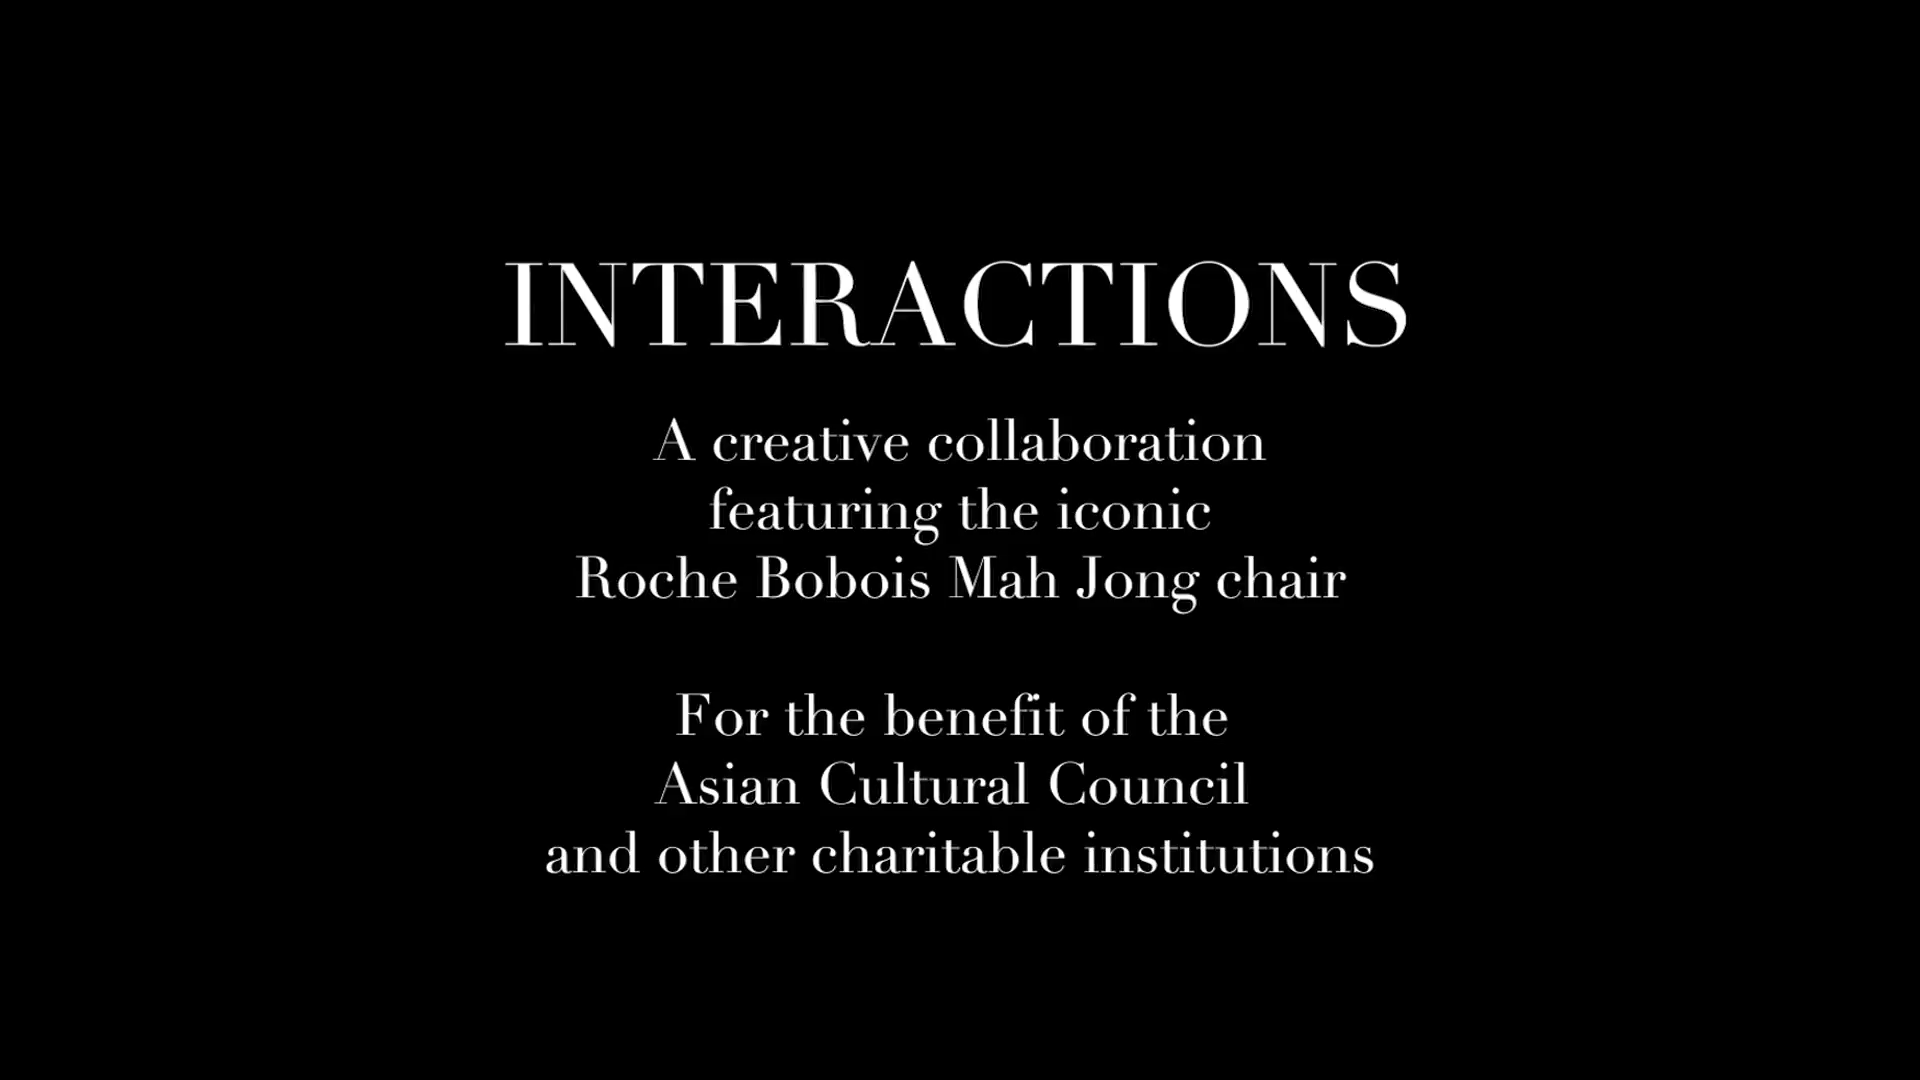 INTERACTIONS
A creative collaboration
featuring the iconic
Roche Bobois Mah Jong chair
For the benefit of the
Asian Cultural Council
and other charitable institutions